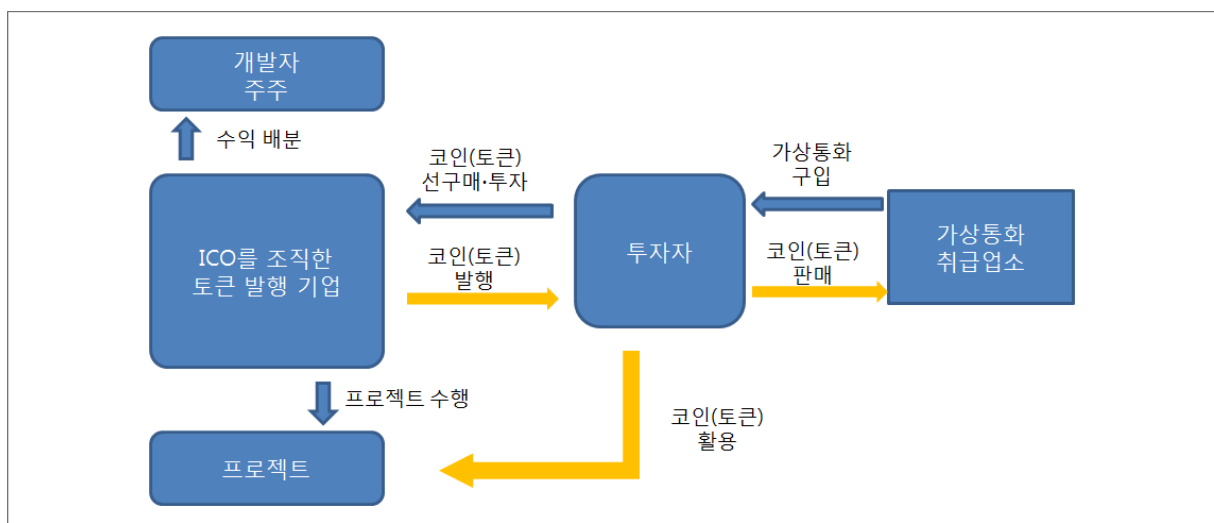 개발자
주주
수익 배분
코인(토큰)
선구매·투자
가상통화
구입
ICO를 조직한
토큰 발행 기업
코인(토큰)
발행
투자자
코인(토큰)
판매
가상통화
취급업소
프로젝트 수행
코인(토큰)
활용
프로젝트